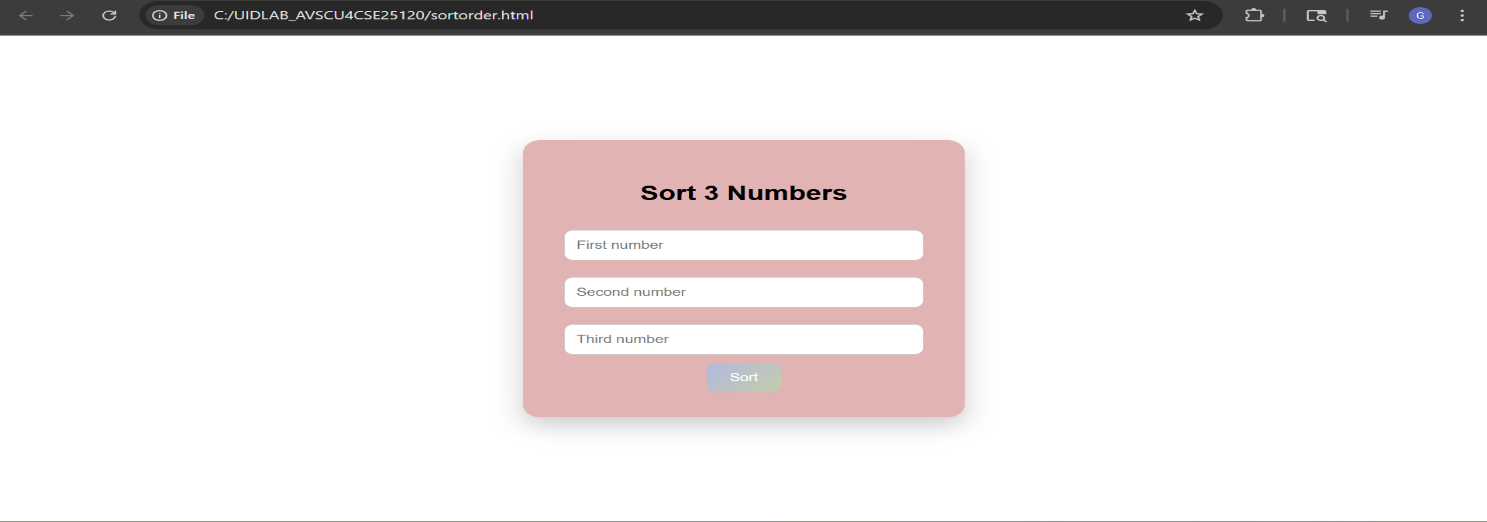 File C:/UIDLAB_AVSCU4CSE25120/sortorder.html
G
Sort 3 Numbers
First number
Second number
Third number
Sort